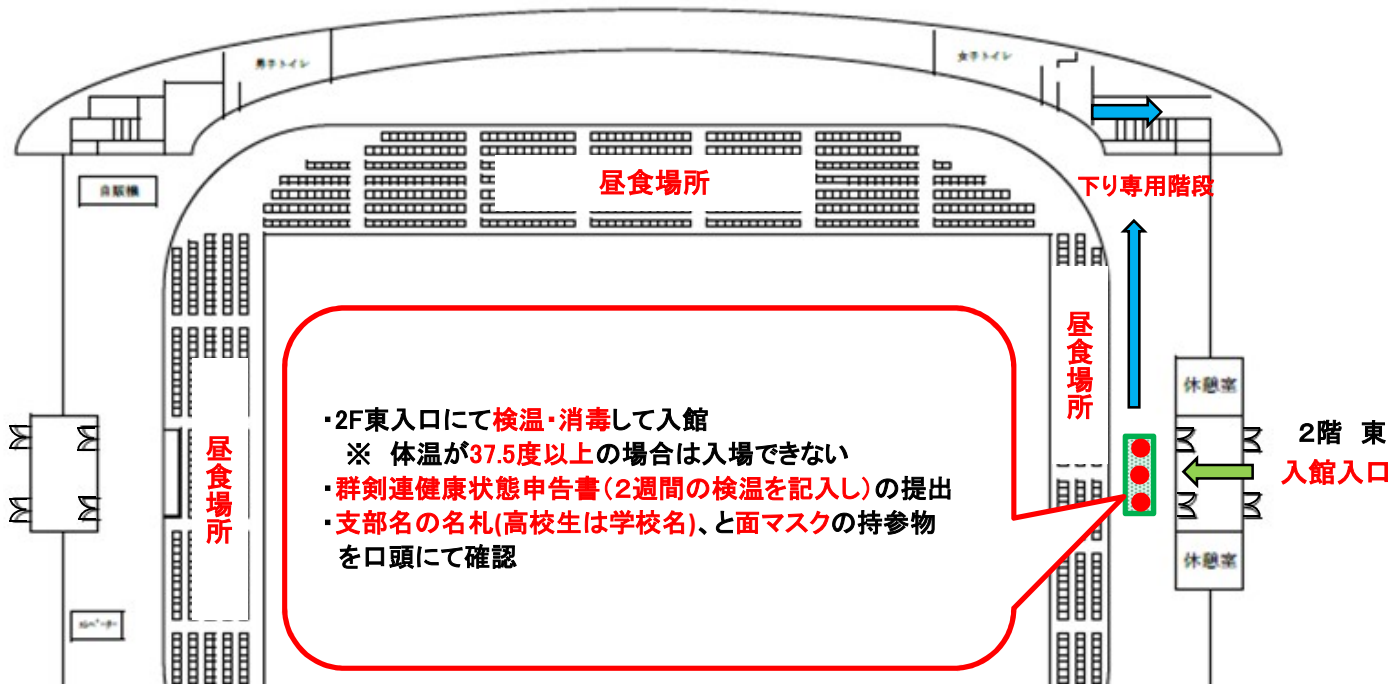 男子トイレ
女子トイレ
自販機
昼食場所
下り専用階段
昼食場所
昼食場所
・2F東入口にて検温・消毒して入館
※ 体温が37.5度以上の場合は入場できない
・群剣連健康状態申告書（２週間の検温を記入し）の提出
・支部名の名札(高校生は学校名)、と面マスクの持参物
を口頭にて確認
休憩室
２階 東
入館入口
休憩室
エレベーター